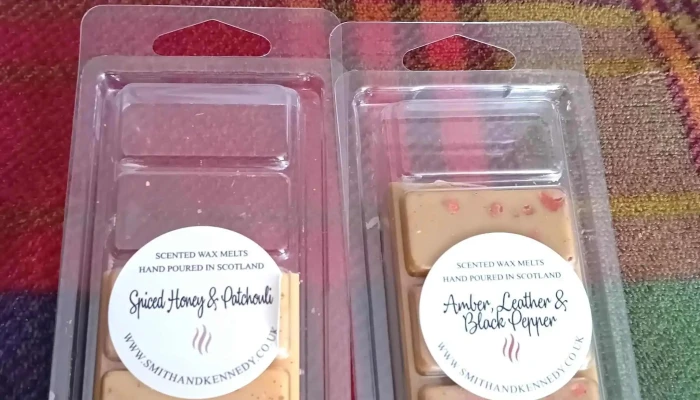 SCENTED WAX MELTS
HAND POURED IN SCOTLAND
Spiced Honey & Patchouli
WWW.SMITHANDKENNEDY.CO.UK
SCENTED WAX MELTS
HAND POURED IN SCOTLAND
Amber, Leather &
Black Pepper
WWW.SMITHANDKENNEDY.CO.UK